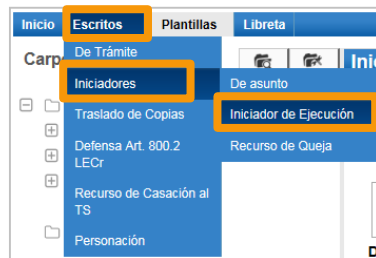 Inicio Escritos Plantillas Libreta
Carp
De Trámite
Ini
Iniciadores
De asunto
Traslado de Copias
Iniciador de Ejecución
Defensa Art. 800.2
LECr
Recurso de Queja
Recurso de Casación al
TS
Personación
D